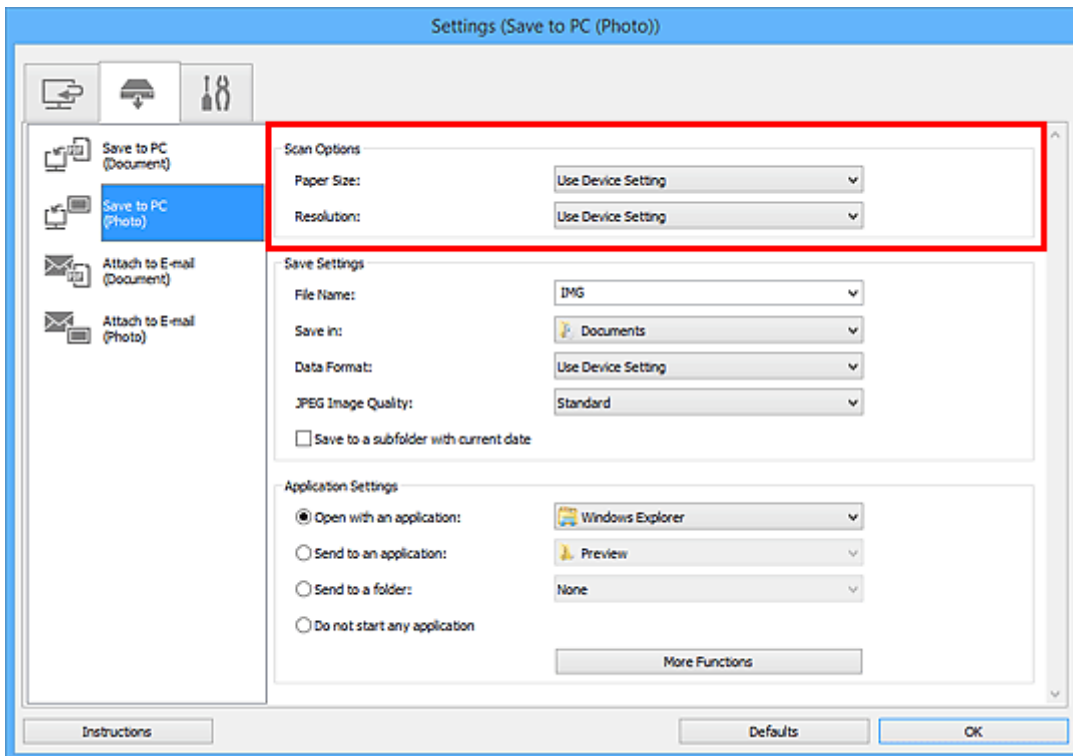 Settings (Save to PC (Photo))
Save to PC
(Document)
Save to PC
(Photo)
Attach to E-mail
(Document)
Attach to E-mail
(Photo)
Scan Options
Paper Size: Use Device Setting
Resolution: Use Device Setting
Save Settings
File Name: IMG
Save in: Documents
Data Format: Use Device Setting
JPEG Image Quality: Standard
Save to a subfolder with current date
Application Settings
Open with an application: Windows Explorer
Send to an application: Preview
Send to a folder: None
Do not start any application
More Functions
Instructions Defaults OK